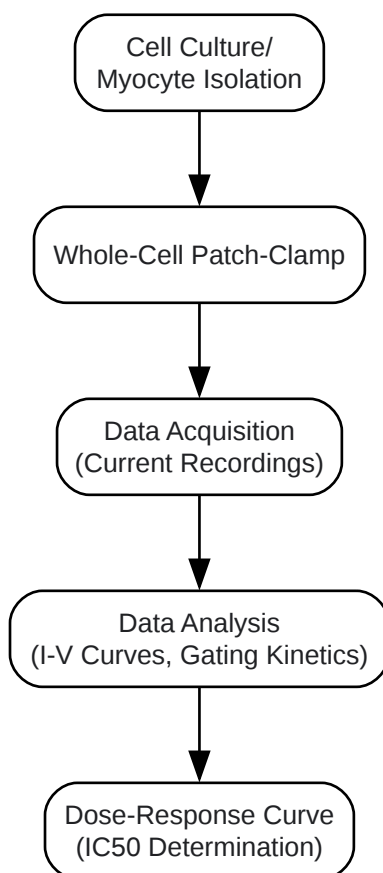 Cell Culture/
Myocyte Isolation
Whole-Cell Patch-Clamp
Data Acquisition
(Current Recordings)
Data Analysis
(I-V Curves, Gating Kinetics)
Dose-Response Curve
(IC50 Determination)